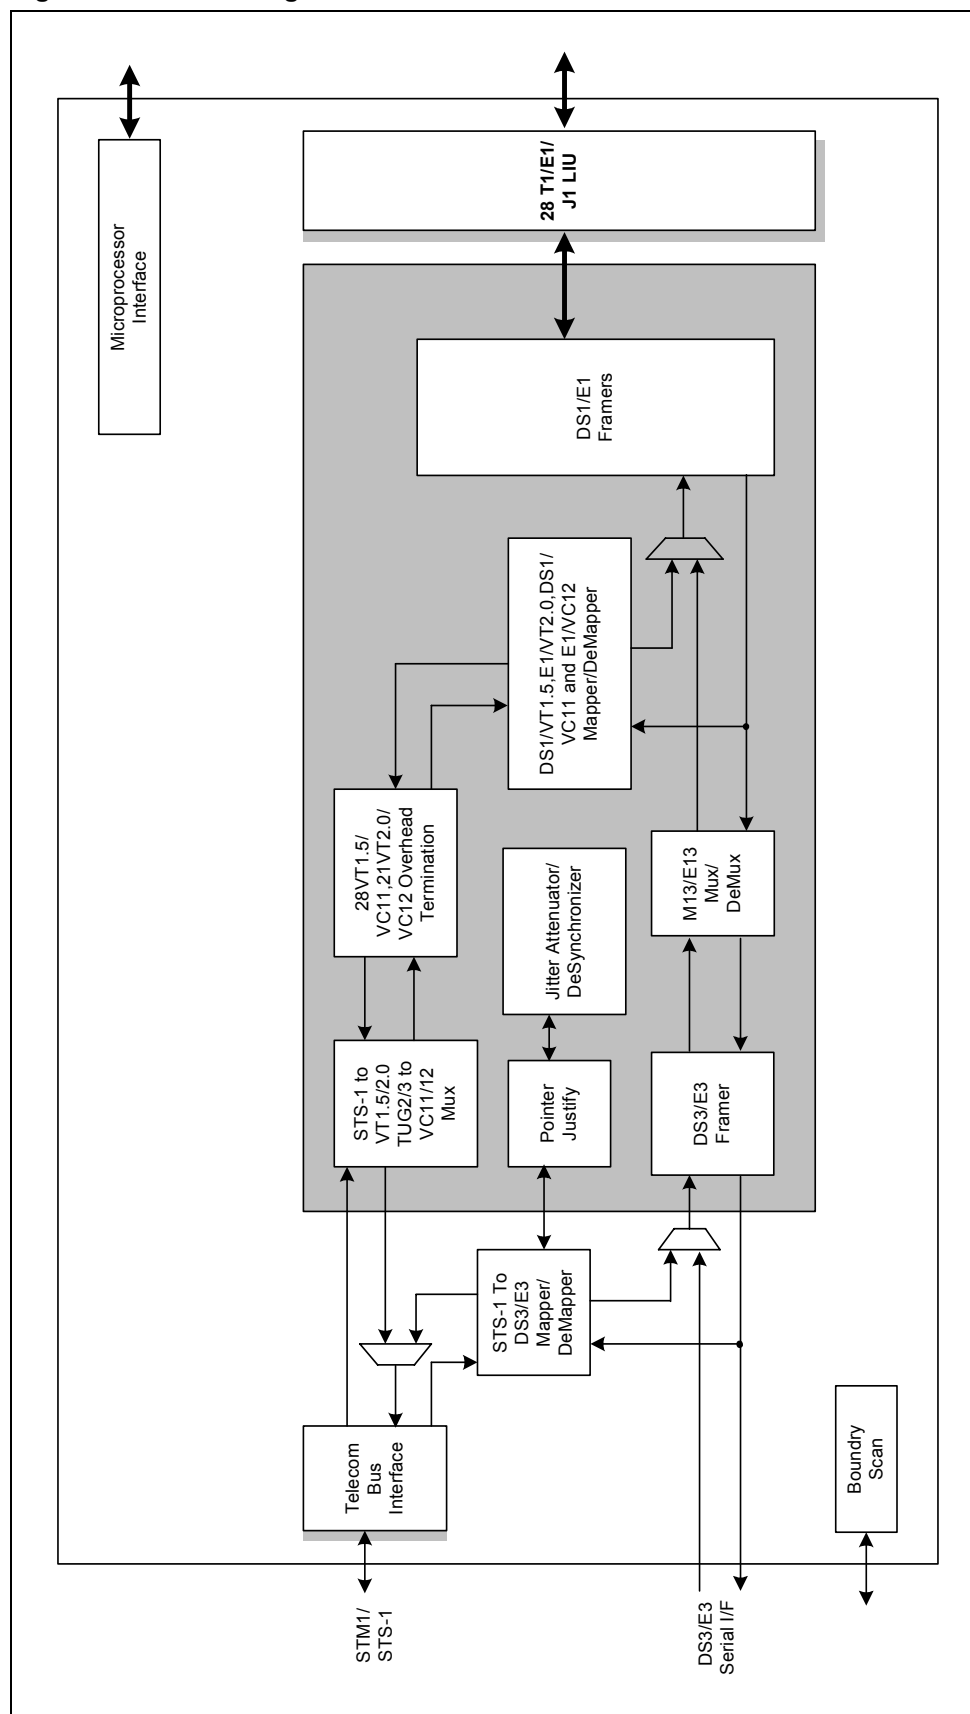 Microprocessor
Interface
28 T1/E1/
J1 LIU
DS1/E1
Framers
DS1/VT1.5,E1/VT2.0,DS1/
VC11 and E1/VC12
Mapper/DeMapper
28VT1.5/
VC11,21VT2.0/
VC12 Overhead
Termination
Jitter Attenuator/
DeSynchronizer
M13/E13
Mux/
DeMux
STS-1 to
VT1.5/2.0
TUG2/3 to
VC11/12
Mux
Pointer
Justify
DS3/E3
Framer
STS-1 To
DS3/E3
Mapper/
DeMapper
Telecom
Bus
Interface
Boundry
Scan
STM1/
STS-1
DS3/E3
Serial I/F